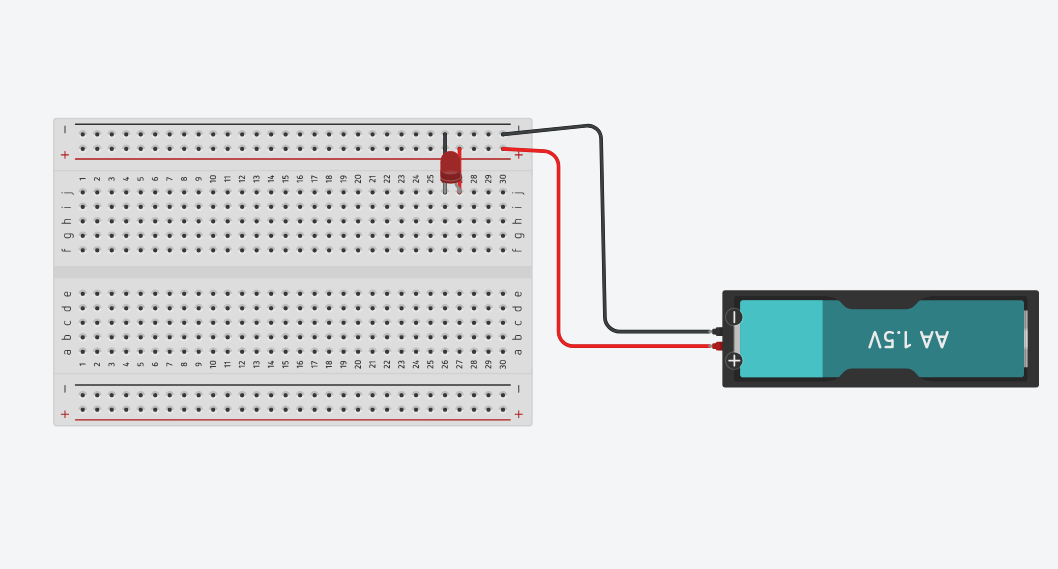 − −
+ +
1 2 3 4 5 6 7 8 9 10 11 12 13 14 15 16 17 18 19 20 21 22 23 24 25 28 29 30
j j
i i
h h
g g
f f
e e
d d
c c
b b
a a
1 2 3 4 5 6 7 8 9 10 11 12 13 14 15 16 17 18 19 20 21 22 23 24 25 26 27 28 29 30
− −
+ +
−
AA 1.5V
+